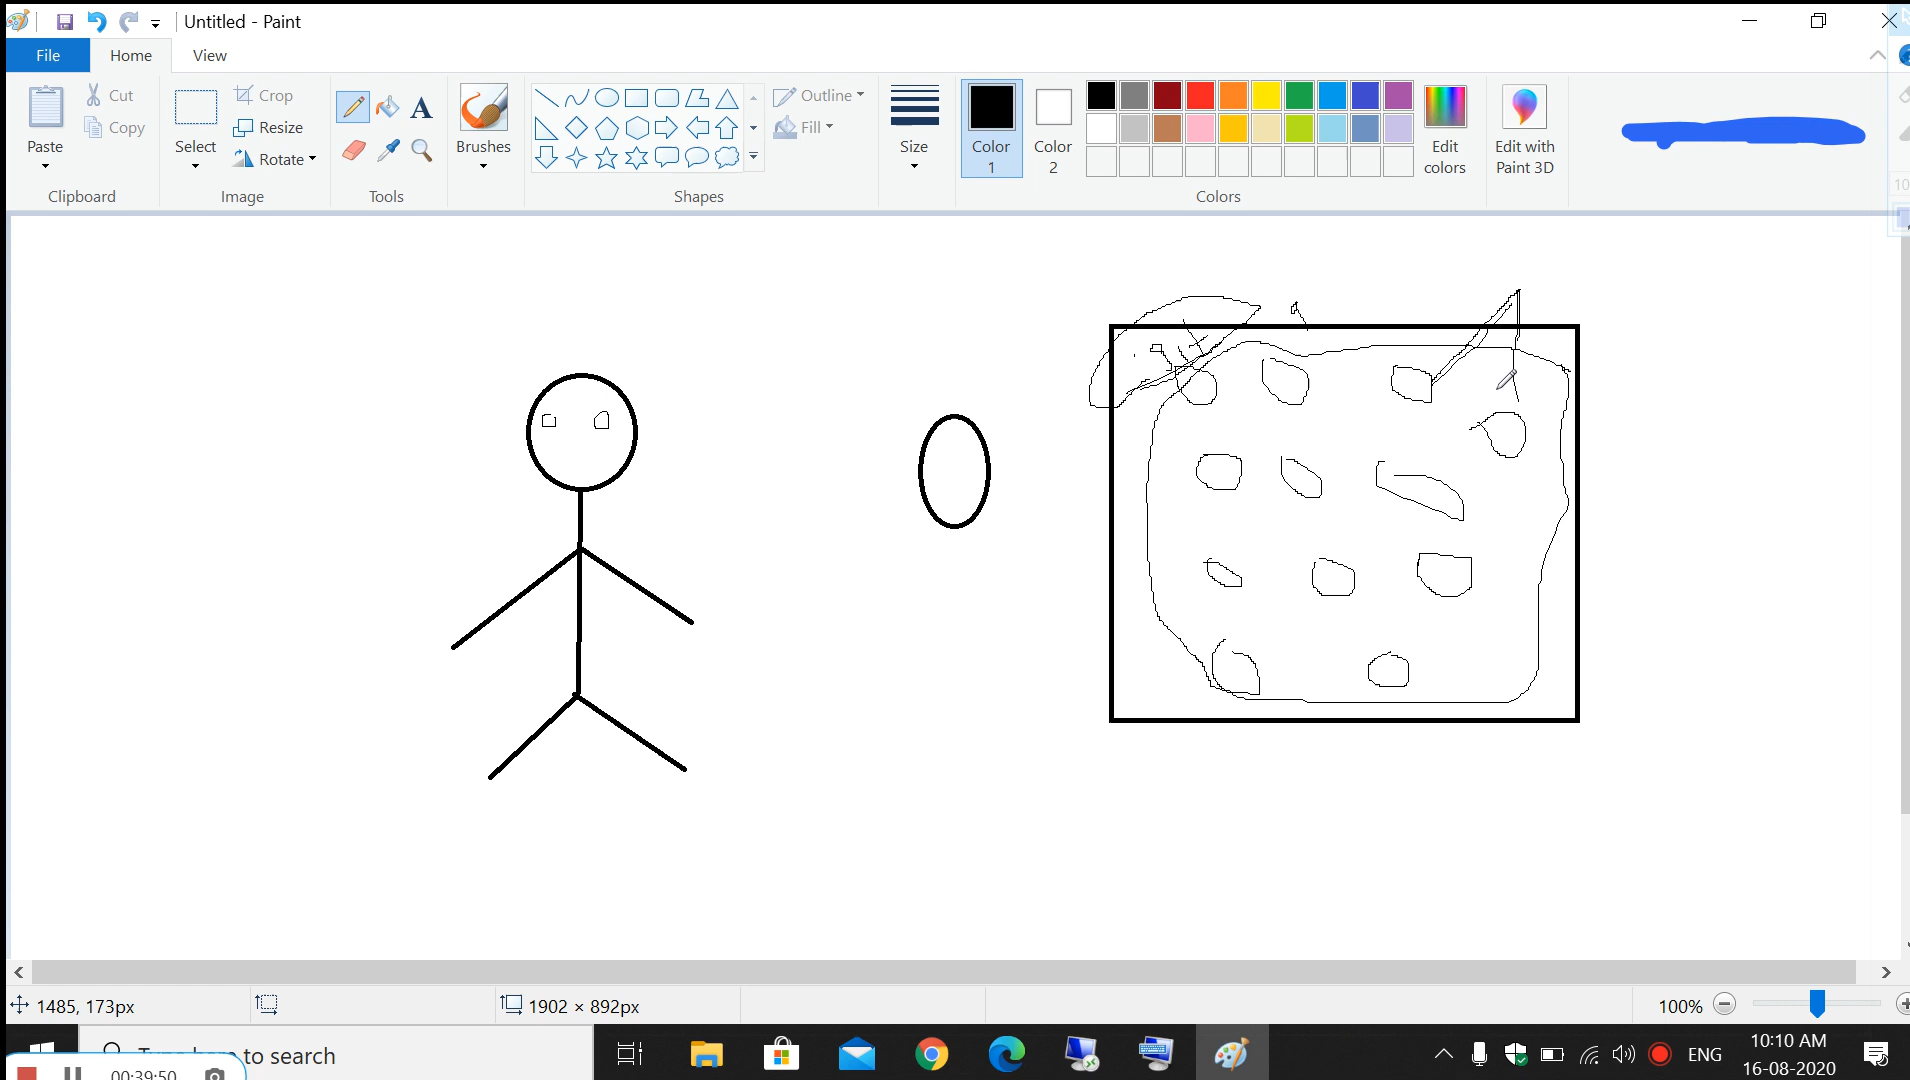 Untitled - Paint
File Home View
Paste
Cut
Copy
Clipboard
Select
Crop
Resize
Rotate
Image
Tools
Brushes
Shapes
Outline
Fill
Size
Color 1
Color 2
Colors
Edit colors
Edit with Paint 3D
10
1485, 173px
1902 × 892px
100%
to search
00:39:50
ENG
10:10 AM
16-08-2020